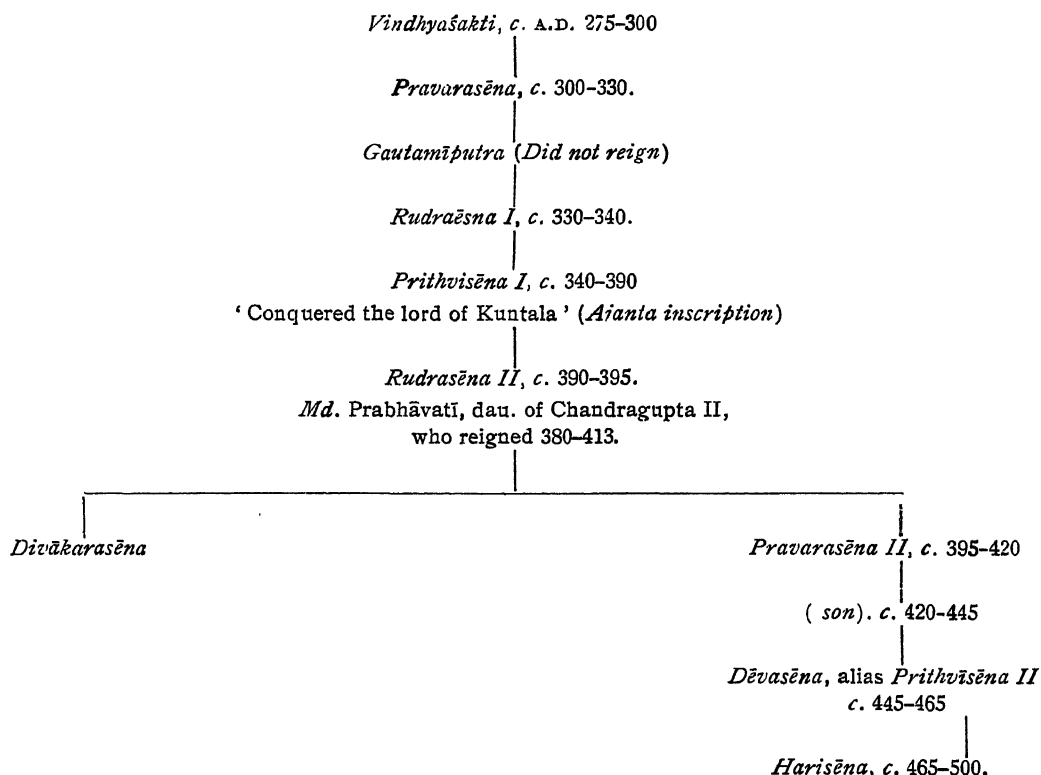 Vindhyaśakti, c. A.D. 275–300
Pravarasēna, c. 300–330.
Gautamīputra (Did not reign)
Rudraēsna I, c. 330–340.
Prithvisēna I, c. 340–390
‘ Conquered the lord of Kuntala ’ (Ajanta inscription)
Rudrasēna II, c. 390–395.
Md. Prabhāvatī, dau. of Chandragupta II,
who reigned 380–413.
Divākarasēna
Pravarasēna II, c. 395–420
( son). c. 420–445
Dēvasēna, alias Prithvīsēna II
c. 445–465
Harisēna, c. 465–500.